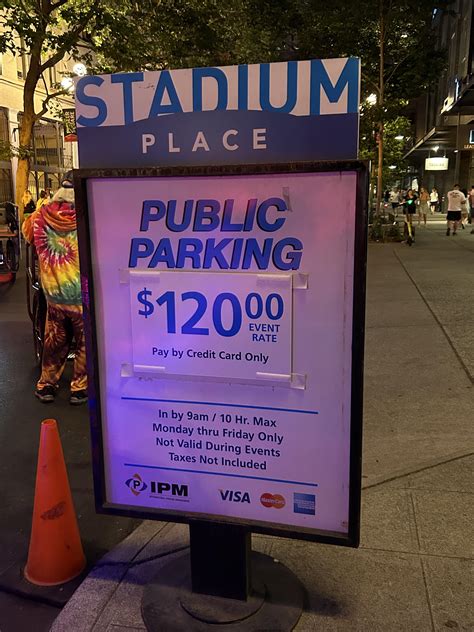 STADIUM
PLACE
PUBLIC
PARKING
$120.00
EVENT
RATE
Pay by Credit Card Only
In by 9am / 10 Hr. Max
Monday thru Friday Only
Not Valid During Events
Taxes Not Included
P IPM
VISA
MasterCard